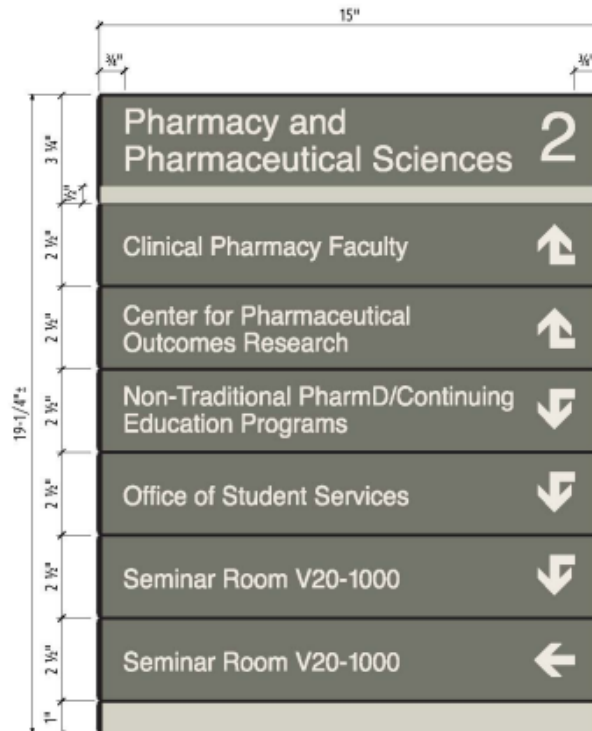 15"
¾"
¾"
Pharmacy and
Pharmaceutical Sciences
2
3 ¼"
½"
Clinical Pharmacy Faculty
2 ½"
Center for Pharmaceutical
Outcomes Research
2 ½"
Non-Traditional PharmD/Continuing
Education Programs
2 ½"
19-1/4"±
Office of Student Services
2 ½"
Seminar Room V20-1000
2 ½"
Seminar Room V20-1000
2 ½"
1"